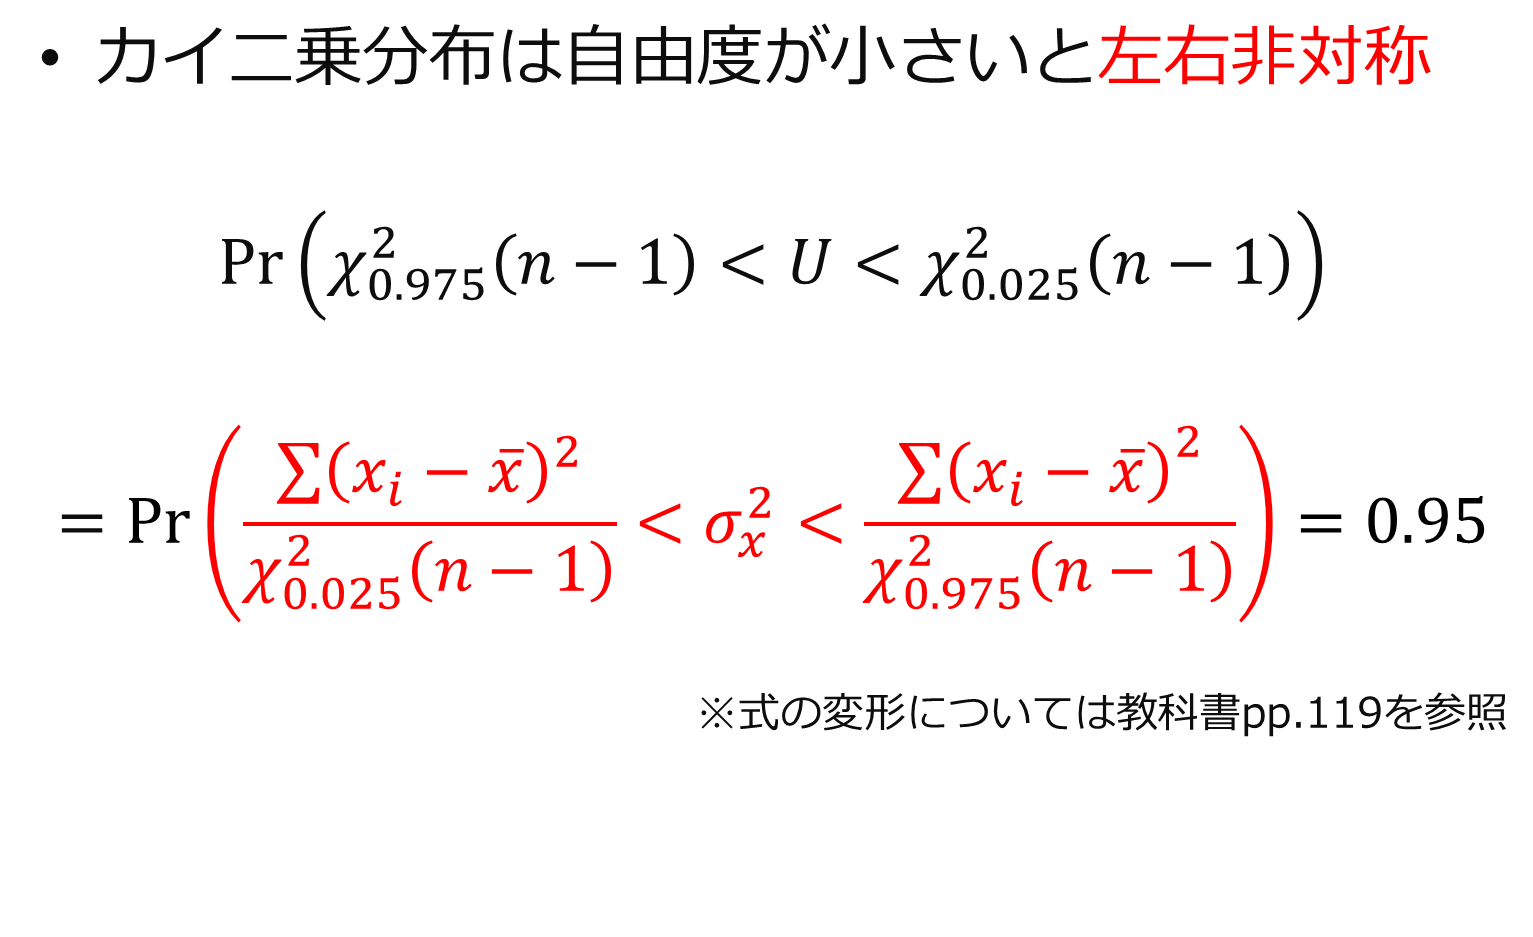 • カイ二乗分布は自由度が小さいと左右非対称
Pr(χ²₀.₉₇₅(n − 1) < U < χ²₀.₀₂₅(n − 1))
= Pr(∑(xᵢ − x̄)² / χ²₀.₀₂₅(n − 1) < σₓ² < ∑(xᵢ − x̄)² / χ²₀.₉₇₅(n − 1)) = 0.95
※式の変形については教科書pp.119を参照